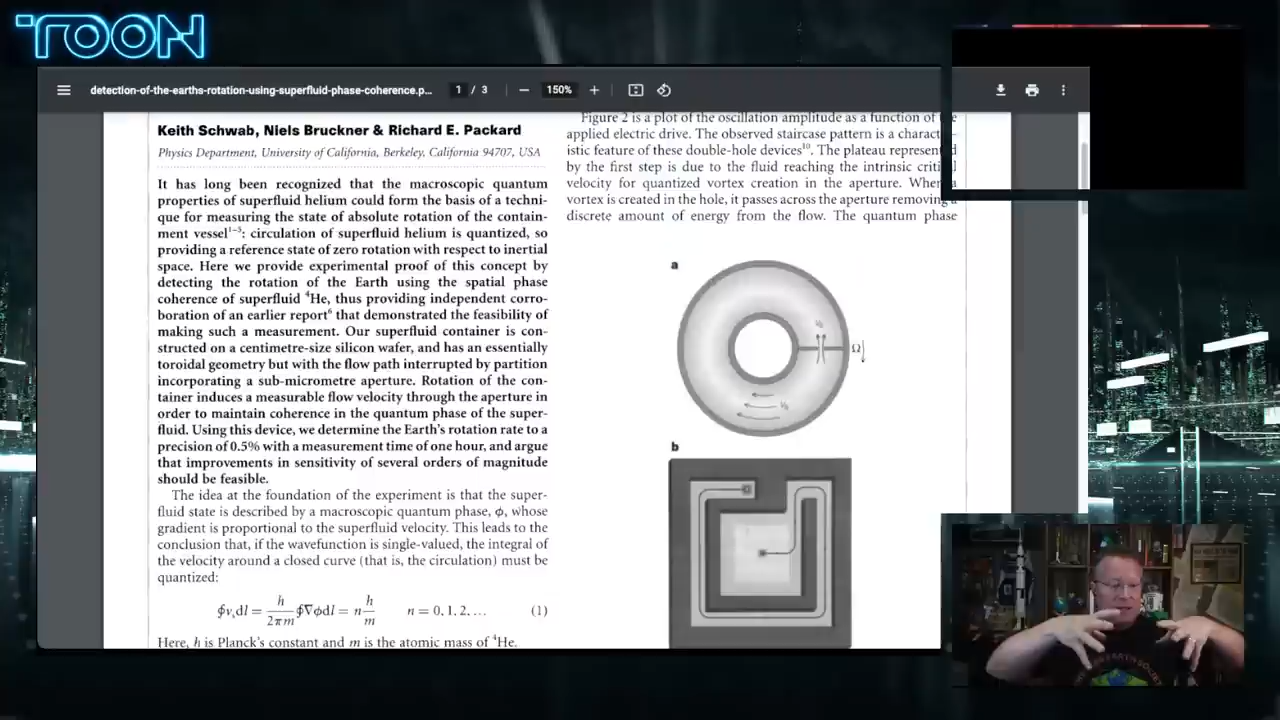 TOON
detection-of-the-earths-rotation-using-superfluid-phase-coherence.p...
1 / 3
150%
Keith Schwab, Niels Bruckner & Richard E. Packard
Physics Department, University of California, Berkeley, California 94707, USA
It has long been recognized that the macroscopic quantum
properties of superfluid helium could form the basis of a techni-
que for measuring the state of absolute rotation of the contain-
ment vessel1–5: circulation of superfluid helium is quantized, so
providing a reference state of zero rotation with respect to inertial
space. Here we provide experimental proof of this concept by
detecting the rotation of the Earth using the spatial phase
coherence of superfluid 4He, thus providing independent corro-
boration of an earlier report6 that demonstrated the feasibility of
making such a measurement. Our superfluid container is con-
structed on a centimetre-size silicon wafer, and has an essentially
toroidal geometry but with the flow path interrupted by partition
incorporating a sub-micrometre aperture. Rotation of the con-
tainer induces a measurable flow velocity through the aperture in
order to maintain coherence in the quantum phase of the super-
fluid. Using this device, we determine the Earth's rotation rate to a
precision of 0.5% with a measurement time of one hour, and argue
that improvements in sensitivity of several orders of magnitude
should be feasible.
The idea at the foundation of the experiment is that the super-
fluid state is described by a macroscopic quantum phase, ϕ, whose
gradient is proportional to the superfluid velocity. This leads to the
conclusion that, if the wavefunction is single-valued, the integral of
the velocity around a closed curve (that is, the circulation) must be
quantized:
∮vsdl = h/2πm ∮∇ϕdl = n h/m n = 0, 1, 2, … (1)
Here, h is Planck's constant and m is the atomic mass of 4He.
Figure 2 is a plot of the oscillation amplitude as a function of
applied electric drive. The observed staircase pattern is a charact
istic feature of these double-hole devices10. The plateau represent
by the first step is due to the fluid reaching the intrinsic criti
velocity for quantized vortex creation in the aperture. When a
vortex is created in the hole, it passes across the aperture removing
discrete amount of energy from the flow. The quantum phase
a
Ω
b